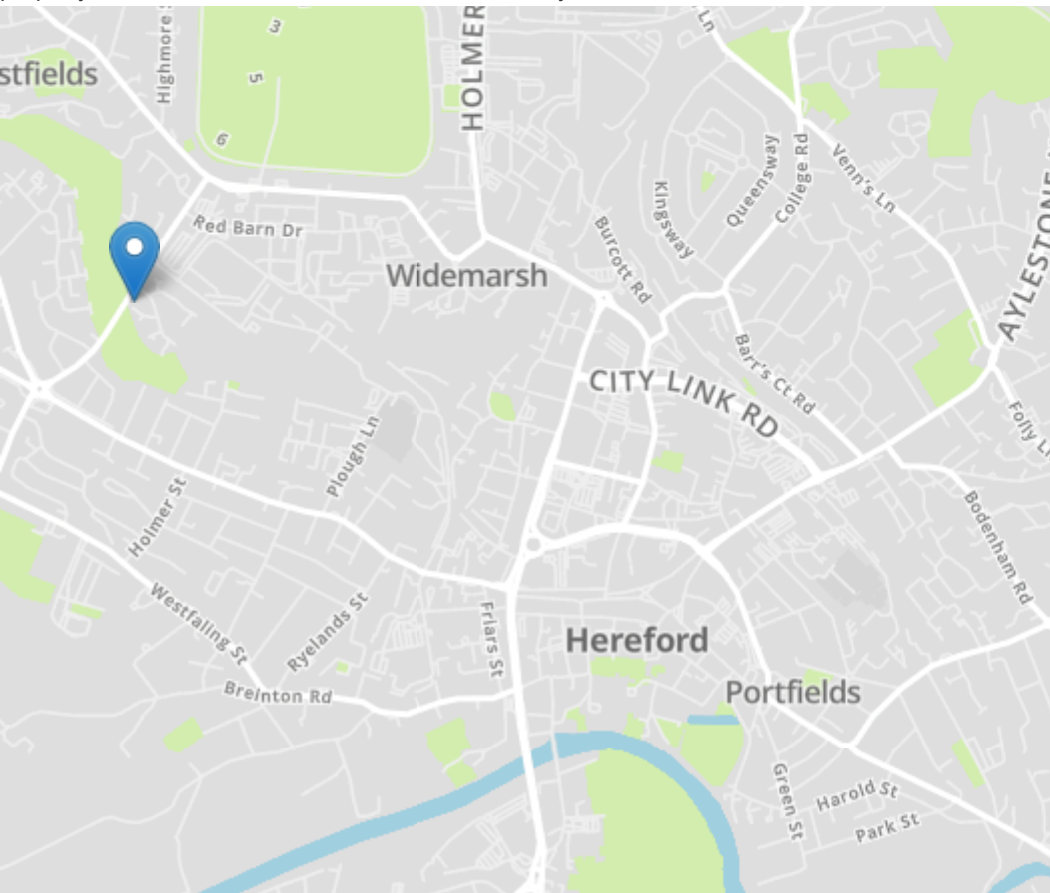 Ln
3
HOLMER
Highmore S
stfields
5
6
Queensway
College Rd
Venn's Ln
Kingsway
AYLESTONE
Red Barn Dr
Burcott Rd
Widemarsh
Barr's Ct Rd
CITY LINK RD
Folly Ln
Plough Ln
Holmer St
Bodenham Rd
Westfaling St
Ryelands St
Friars St
Hereford
Breinton Rd
Portfields
Green St
Harold St
Park St